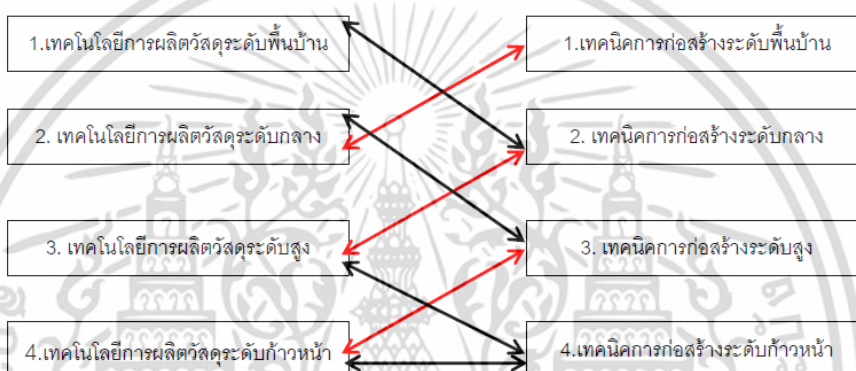 1.เทคโนโลยีการผลิตวัสดุระดับพื้นบ้าน
1.เทคนิคการก่อสร้างระดับพื้นบ้าน
2. เทคโนโลยีการผลิตวัสดุระดับกลาง
2. เทคนิคการก่อสร้างระดับกลาง
3. เทคโนโลยีการผลิตวัสดุระดับสูง
3. เทคนิคการก่อสร้างระดับสูง
4.เทคโนโลยีการผลิตวัสดุระดับก้าวหน้า
4.เทคนิคการก่อสร้างระดับก้าวหน้า